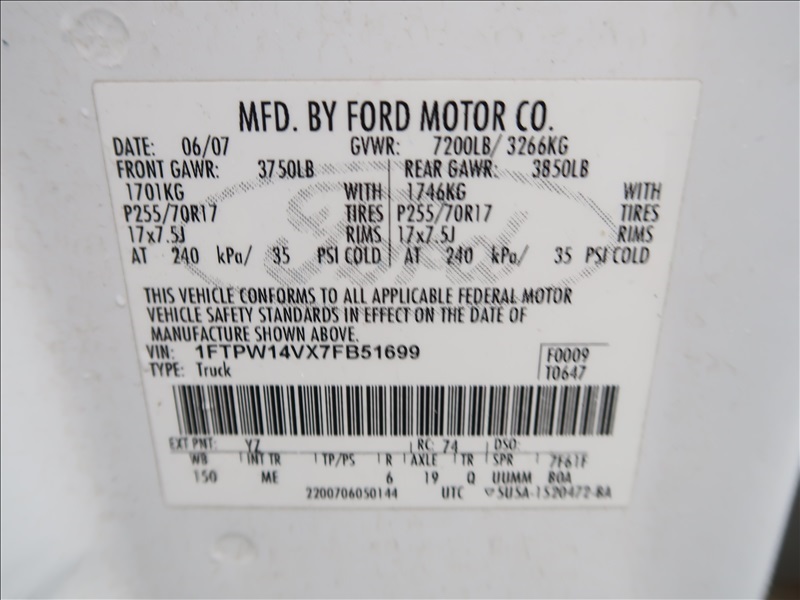 MFD. BY FORD MOTOR CO.
DATE: 06/07 GVWR: 7200LB/ 3266KG
FRONT GAWR: 3750LB REAR GAWR: 3850LB
1701KG WITH 1746KG WITH
P255/70R17 TIRES P255/70R17 TIRES
17x7.5J RIMS 17x7.5J RIMS
AT 240 kPa/ 35 PSI COLD AT 240 kPa/ 35 PSI COLD
THIS VEHICLE CONFORMS TO ALL APPLICABLE FEDERAL MOTOR
VEHICLE SAFETY STANDARDS IN EFFECT ON THE DATE OF
MANUFACTURE SHOWN ABOVE.
VIN: 1FTPW14VX7FB51699 F0009
TYPE: Truck T0647
EXT PNT: YZ RC: 74 DSO:
WB INT TR TP/PS R AXLE TR SPR 7F61F
150 ME 6 19 Q UUMM BOA
2200706050144 UTC ▽SU5A-1520472-BA
Ford